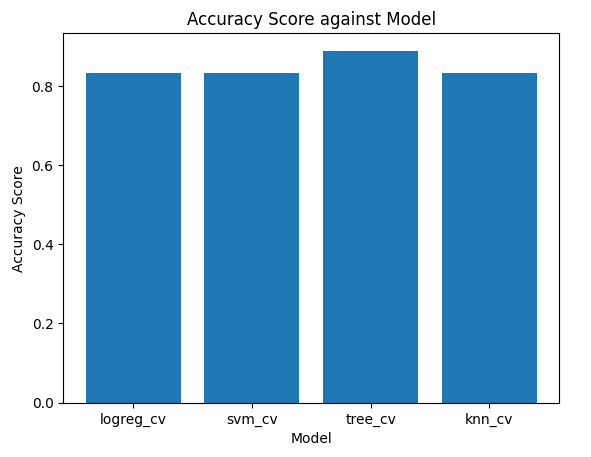 Accuracy Score against Model
Accuracy Score
0.8
0.6
0.4
0.2
0.0
logreg_cv svm_cv tree_cv knn_cv
Model